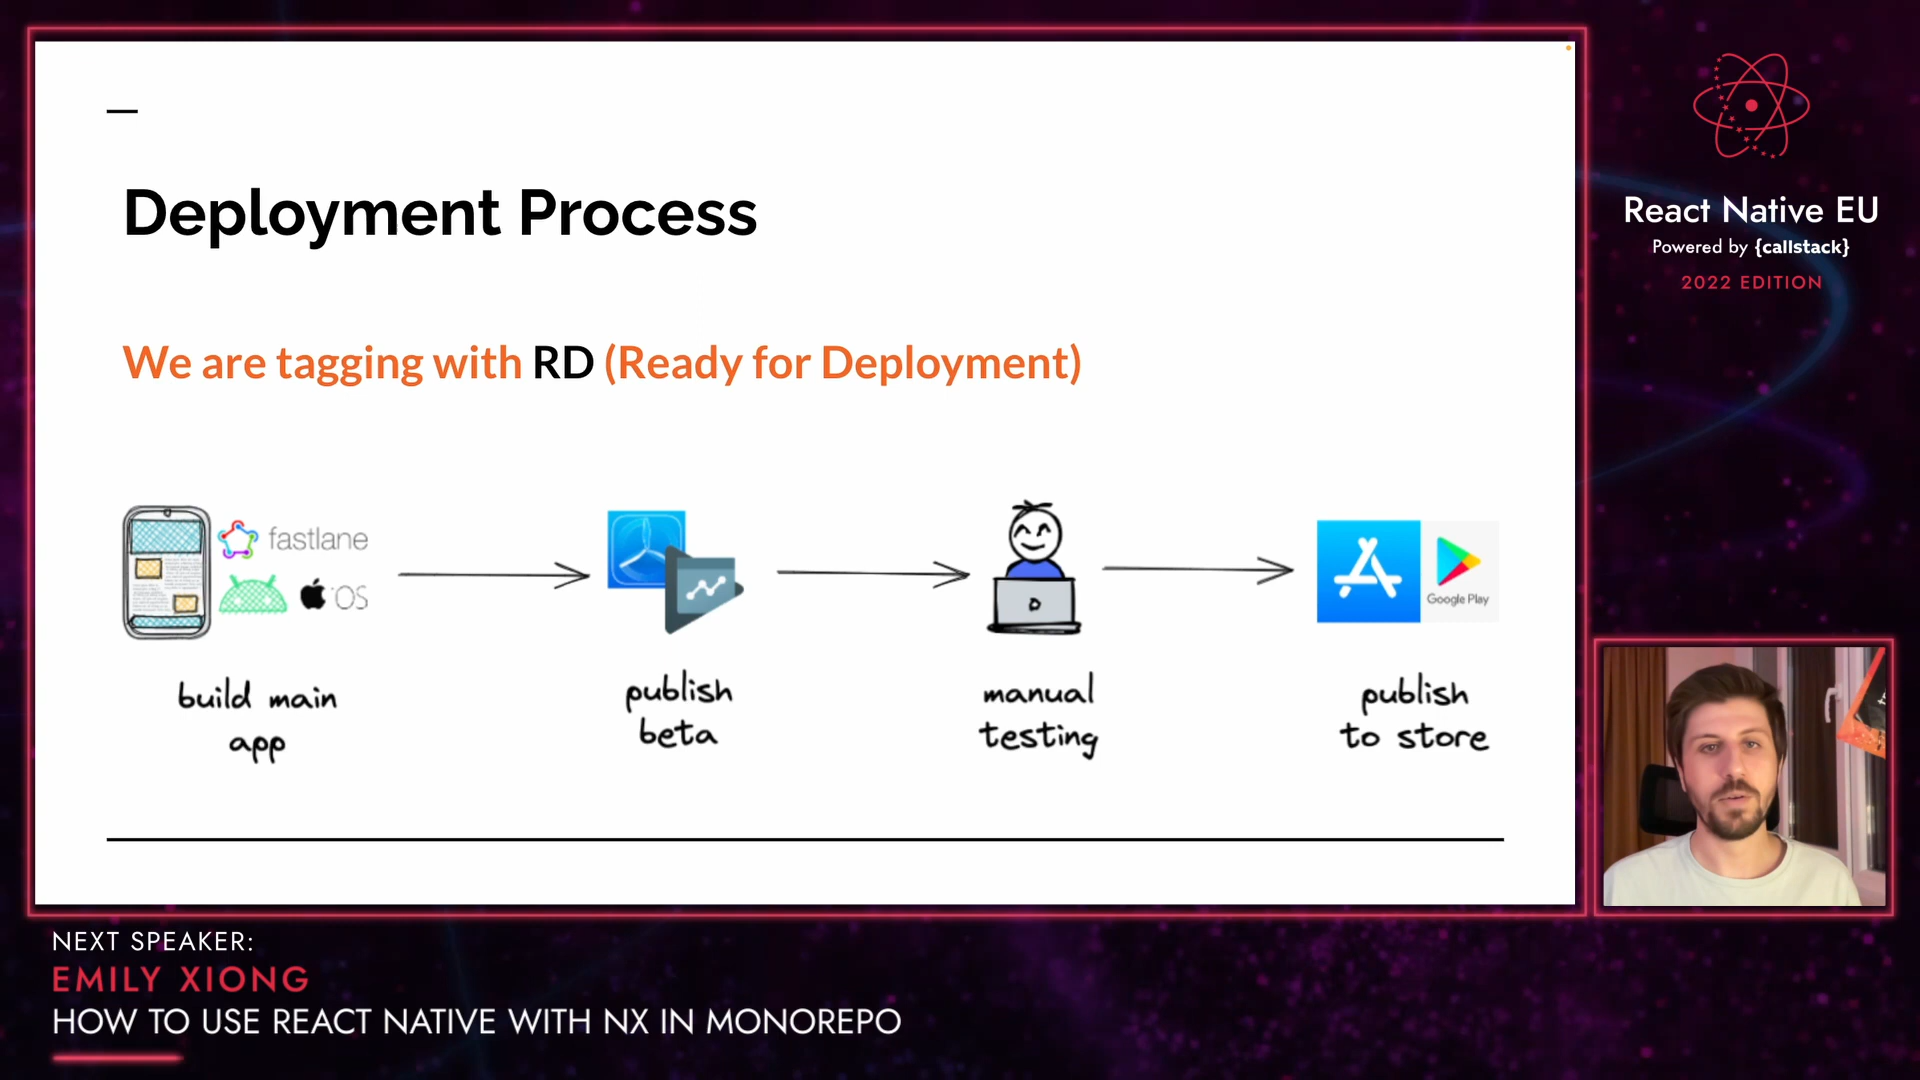 Deployment Process
We are tagging with RD (Ready for Deployment)
fastlane
iOS
D
Google Play
build main
app
publish
beta
manual
testing
publish
to store
React Native EU
Powered by {callstack}
2022 EDITION
NEXT SPEAKER:
EMILY XIONG
HOW TO USE REACT NATIVE WITH NX IN MONOREPO